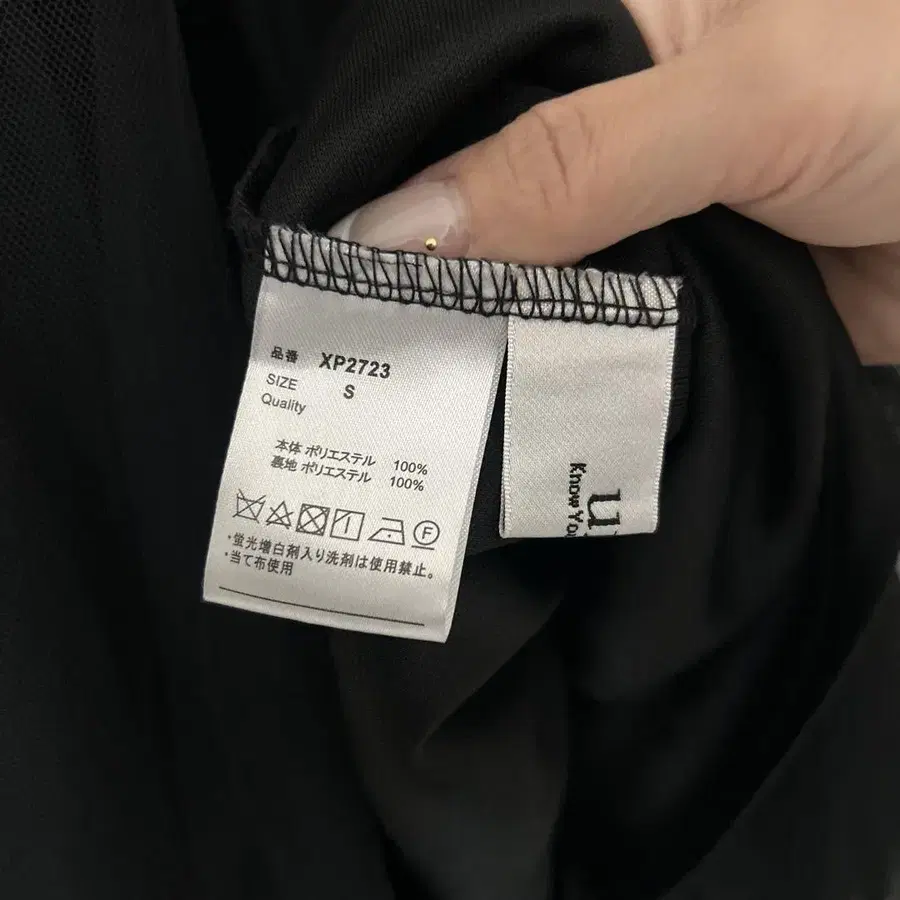 品番 XP2723
SIZE S
Quality
本体 ポリエステル 100%
裏地 ポリエステル 100%
F
・蛍光増白剤入り洗剤は使用禁止。
・当て布使用
Know